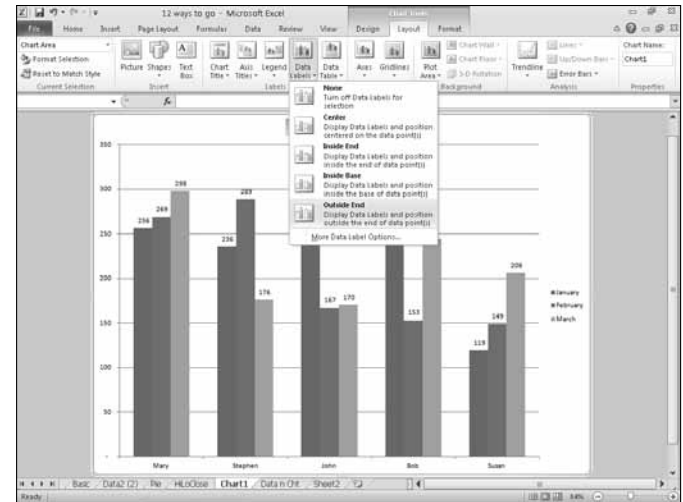 12 ways to go - Microsoft Excel
Chart Tools
File Home Insert Page Layout Formulas Data Review View Design Layout Format
Chart Area
Format Selection
Reset to Match Style
Current Selection
Picture Shapes Text Box
Insert
Chart Title Axis Titles Legend Data Labels Data Table
Labels
Axes Gridlines
Plot Area
Chart Wall
Chart Floor
3-D Rotation
Background
Trendline
Lines
Up/Down Bars
Error Bars
Analysis
Chart Name:
Chart1
Properties
fx
None
Turn off Data Labels for
selection
Center
Display Data Labels and position
centered on the data point(s)
Inside End
Display Data Labels and position
inside the end of data point(s)
Inside Base
Display Data Labels and position
inside the base of data point(s)
Outside End
Display Data Labels and position
outside the end of data point(s)
More Data Label Options...
350
300
298
289
269
256
236
200
206
176
167
170
150
153
149
119
100
50
-
January
February
March
Mary Stephen John Bob Susan
Basic Data2 (2) Pie HiLoClose Chart1 Data n Cht Sheet2
Ready